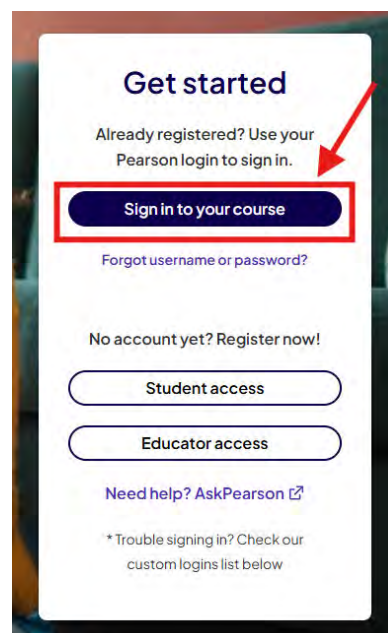 Get started
Already registered? Use your
Pearson login to sign in.
Sign in to your course
Forgot username or password?
No account yet? Register now!
Student access
Educator access
Need help? AskPearson
* Trouble signing in? Check our
custom logins list below